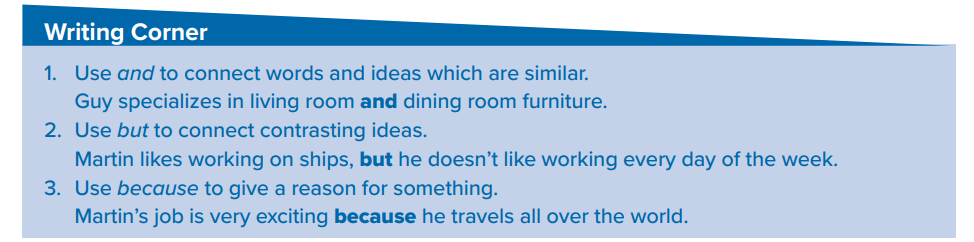 Writing Corner
1. Use and to connect words and ideas which are similar.
Guy specializes in living room and dining room furniture.
2. Use but to connect contrasting ideas.
Martin likes working on ships, but he doesn’t like working every day of the week.
3. Use because to give a reason for something.
Martin’s job is very exciting because he travels all over the world.